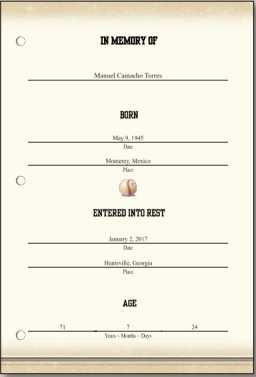 IN MEMORY OF
Manuel Camacho Torres
BORN
May 9, 1945
Date
Monterey, Mexico
Place
ENTERED INTO REST
January 2, 2017
Date
Huntsville, Georgia
Place
AGE
71 7 24
Years - Months - Days